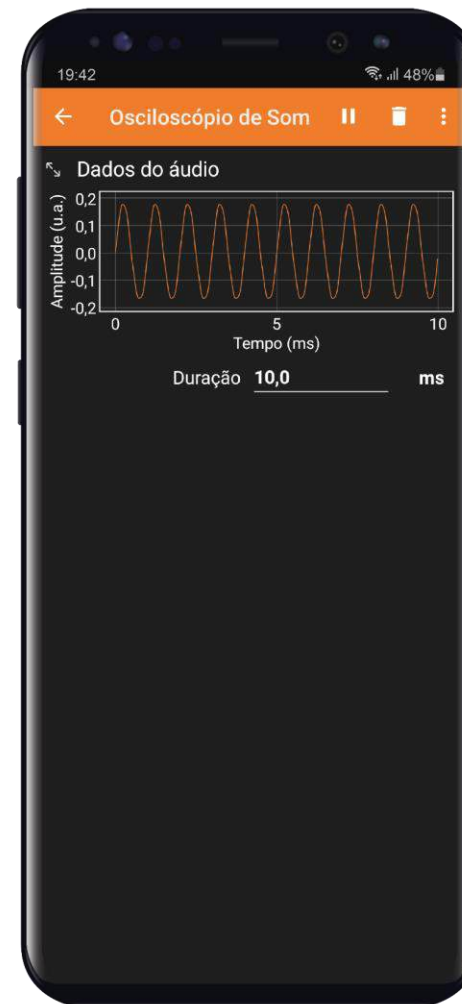 19:42 48%
Osciloscópio de Som
Dados do áudio
Amplitude (u.a.)
0,2
0,1
0,0
-0,1
-0,2
0 5 10
Tempo (ms)
Duração 10,0 ms